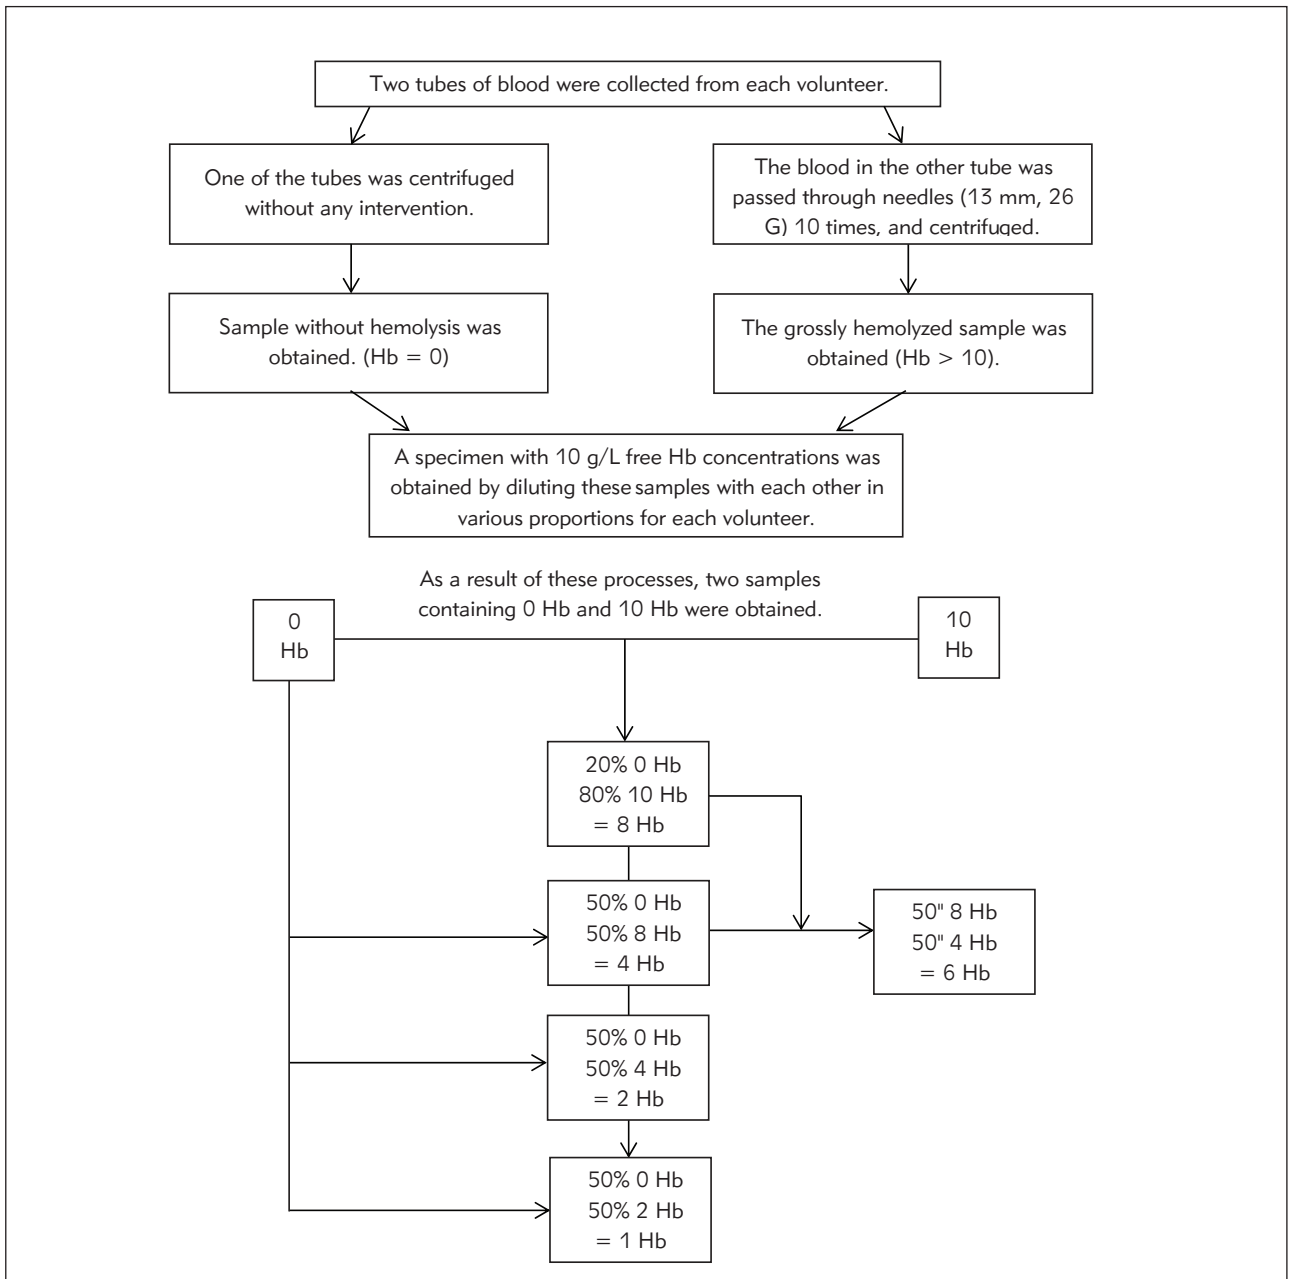 Two tubes of blood were collected from each volunteer.
One of the tubes was centrifuged
without any intervention.
The blood in the other tube was
passed through needles (13 mm, 26
G) 10 times, and centrifuged.
Sample without hemolysis was
obtained. (Hb = 0)
The grossly hemolyzed sample was
obtained (Hb > 10).
A specimen with 10 g/L free Hb concentrations was
obtained by diluting these samples with each other in
various proportions for each volunteer.
As a result of these processes, two samples
containing 0 Hb and 10 Hb were obtained.
0
Hb
10
Hb
20% 0 Hb
80% 10 Hb
= 8 Hb
50% 0 Hb
50% 8 Hb
= 4 Hb
50" 8 Hb
50" 4 Hb
= 6 Hb
50% 0 Hb
50% 4 Hb
= 2 Hb
50% 0 Hb
50% 2 Hb
= 1 Hb